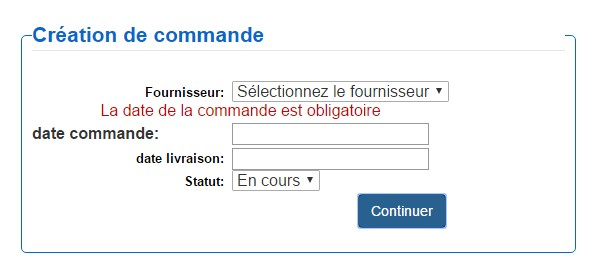 Création de commande
Fournisseur: Sélectionnez le fournisseur
La date de la commande est obligatoire
date commande:
date livraison:
Statut: En cours
Continuer